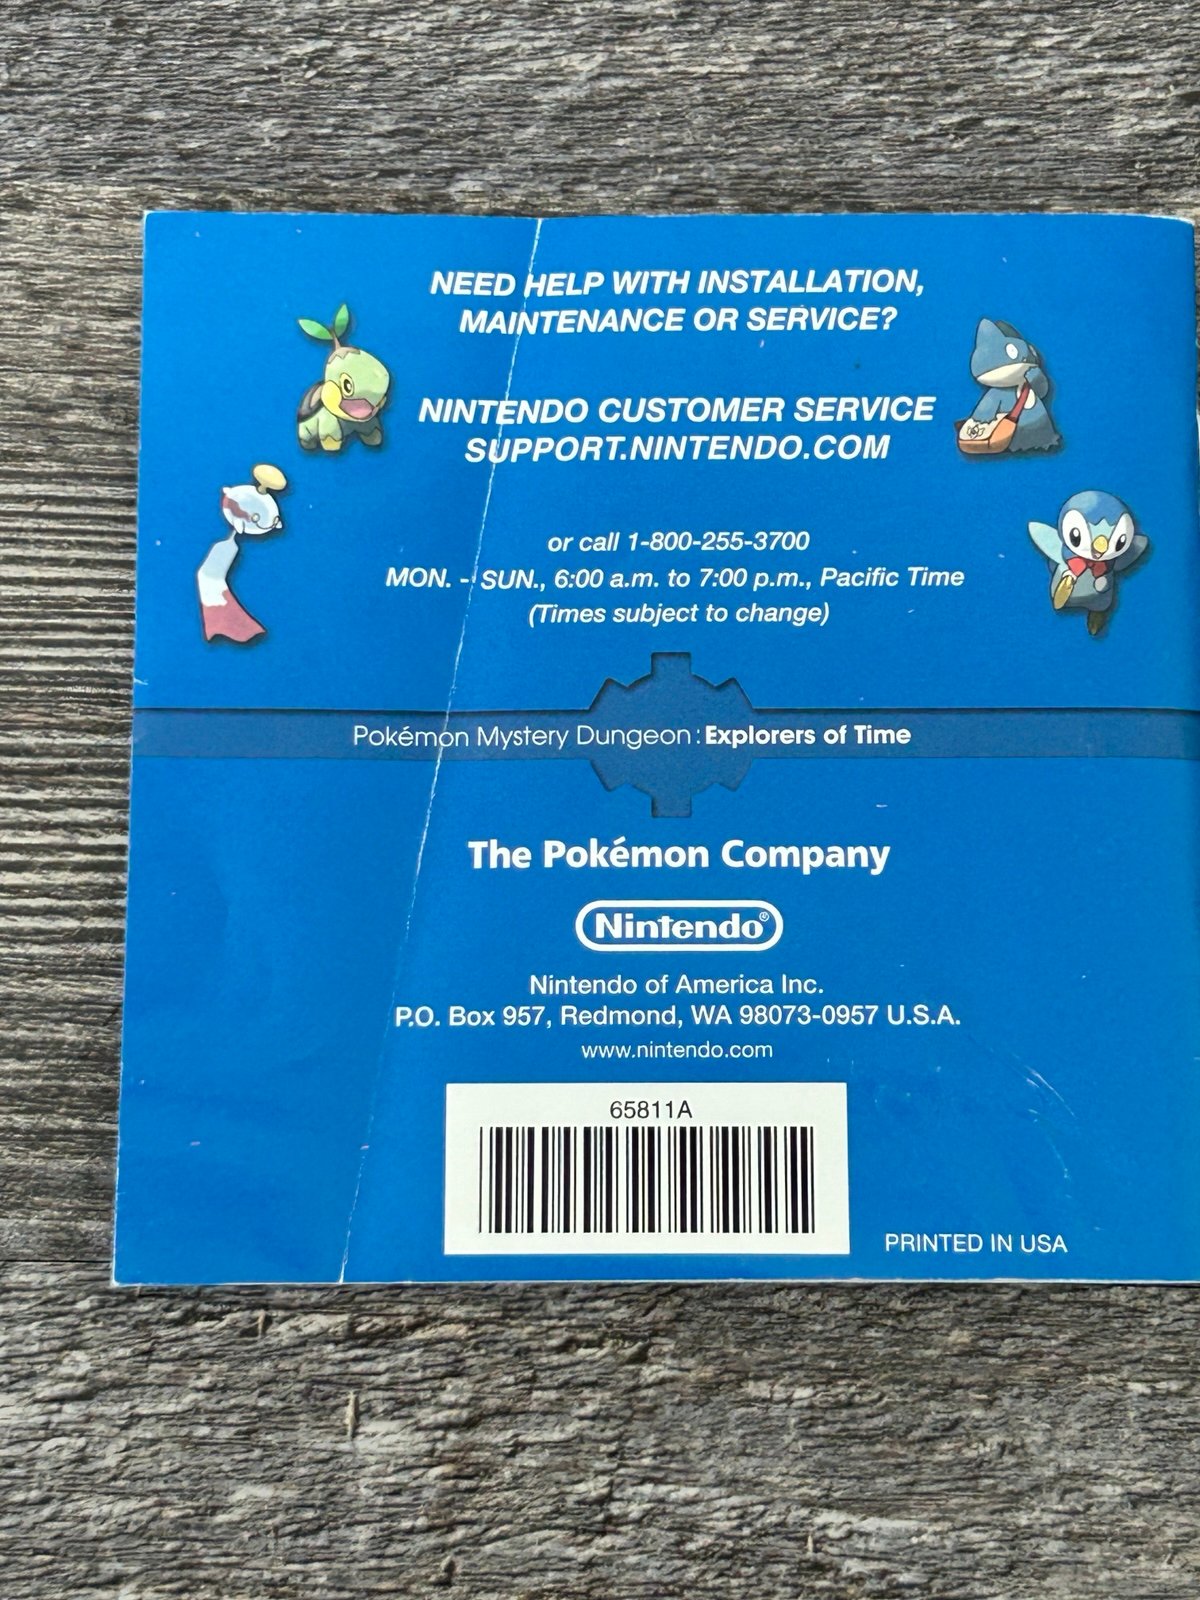 NEED HELP WITH INSTALLATION,
MAINTENANCE OR SERVICE?
NINTENDO CUSTOMER SERVICE
SUPPORT.NINTENDO.COM
or call 1-800-255-3700
MON. - SUN., 6:00 a.m. to 7:00 p.m., Pacific Time
(Times subject to change)
Pokémon Mystery Dungeon: Explorers of Time
The Pokémon Company
Nintendo®
Nintendo of America Inc.
P.O. Box 957, Redmond, WA 98073-0957 U.S.A.
www.nintendo.com
65811A
PRINTED IN USA